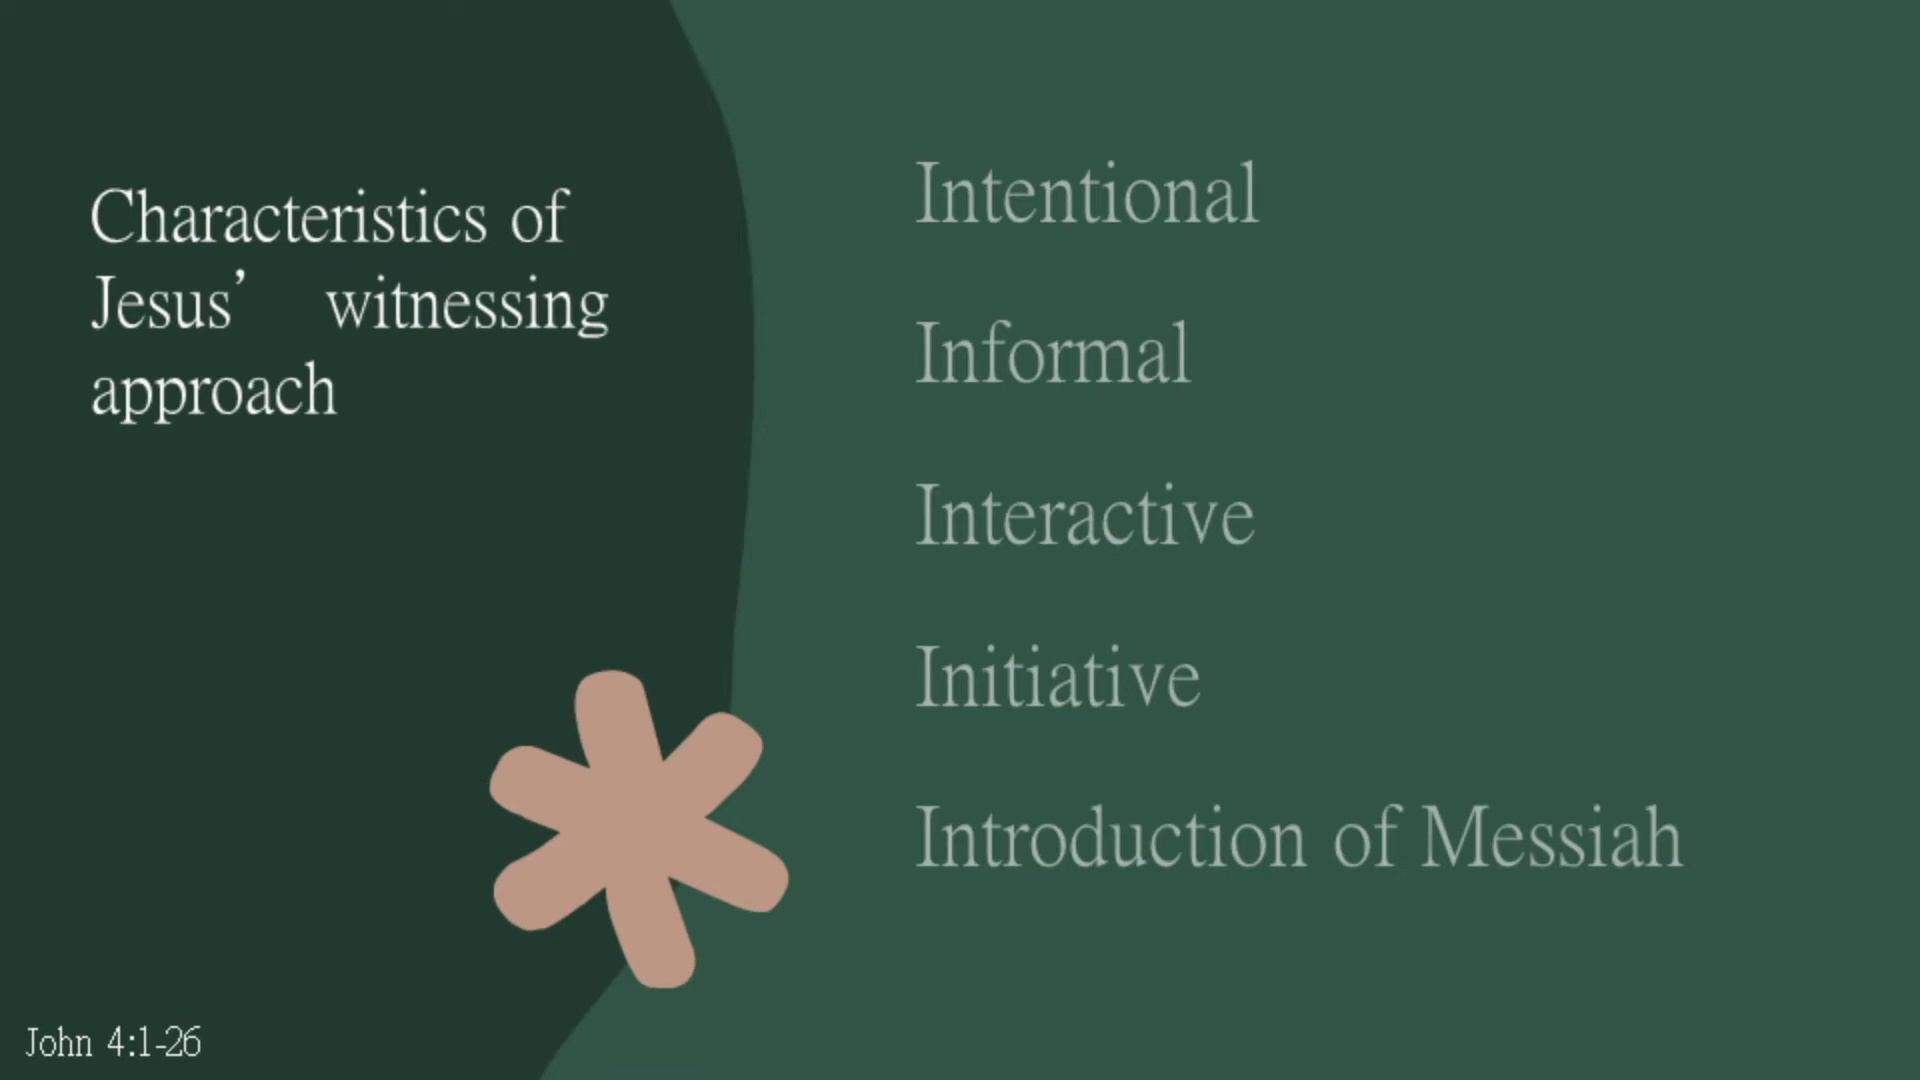 Characteristics of
Jesus’ witnessing
approach
Intentional
Informal
Interactive
Initiative
Introduction of Messiah
John 4:1-26